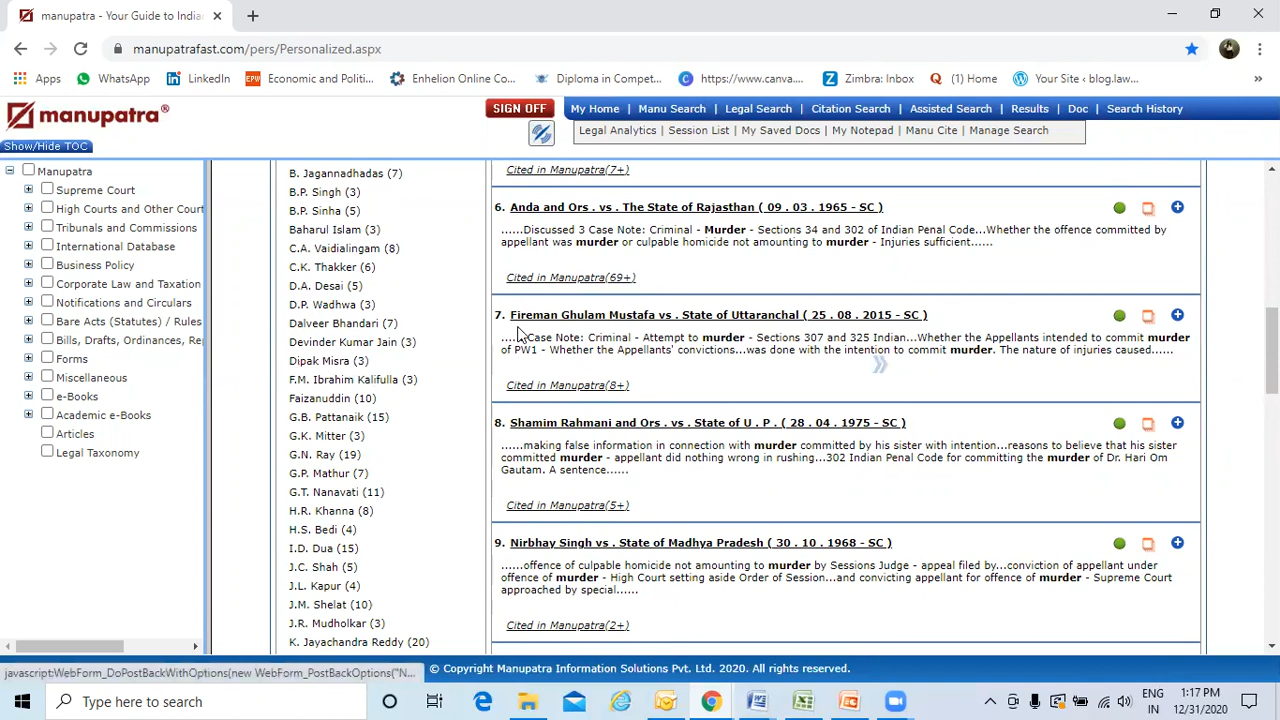 manupatra - Your Guide to India
manupatrafast.com/pers/Personalized.aspx
Apps WhatsApp LinkedIn EPW Economic and Politi... Enhelion Online Co... Diploma in Compet... https://www.canva.... Zimbra: Inbox (1) Home Your Site ‹ blog.law... »
manupatra®
SIGN OFF
My Home | Manu Search | Legal Search | Citation Search | Assisted Search | Results | Doc | Search History
Legal Analytics | Session List | My Saved Docs | My Notepad | Manu Cite | Manage Search
Show/Hide TOC
Manupatra
Supreme Court
High Courts and Other Court
Tribunals and Commissions
International Database
Business Policy
Corporate Law and Taxation
Notifications and Circulars
Bare Acts (Statutes) / Rules
Bills, Drafts, Ordinances, Re
Forms
Miscellaneous
e-Books
Academic e-Books
Articles
Legal Taxonomy
B. Jagannadhadas (7)
B.P. Singh (3)
B.P. Sinha (5)
Baharul Islam (3)
C.A. Vaidialingam (8)
C.K. Thakker (6)
D.A. Desai (5)
D.P. Wadhwa (3)
Dalveer Bhandari (7)
Devinder Kumar Jain (3)
Dipak Misra (3)
F.M. Ibrahim Kalifulla (3)
Faizanuddin (10)
G.B. Pattanaik (15)
G.K. Mitter (3)
G.N. Ray (19)
G.P. Mathur (7)
G.T. Nanavati (11)
H.R. Khanna (8)
H.S. Bedi (4)
I.D. Dua (15)
J.C. Shah (5)
J.L. Kapur (4)
J.M. Shelat (10)
J.R. Mudholkar (3)
K. Jayachandra Reddy (20)
Cited in Manupatra(7+)
6. Anda and Ors . vs . The State of Rajasthan ( 09 . 03 . 1965 - SC )
......Discussed 3 Case Note: Criminal - Murder - Sections 34 and 302 of Indian Penal Code...Whether the offence committed by
appellant was murder or culpable homicide not amounting to murder - Injuries sufficient......
Cited in Manupatra(69+)
7. Fireman Ghulam Mustafa vs . State of Uttaranchal ( 25 . 08 . 2015 - SC )
......Case Note: Criminal - Attempt to murder - Sections 307 and 325 Indian...Whether the Appellants intended to commit murder
of PW1 - Whether the Appellants' convictions...was done with the intention to commit murder. The nature of injuries caused......
Cited in Manupatra(8+)
8. Shamim Rahmani and Ors . vs . State of U . P . ( 28 . 04 . 1975 - SC )
......making false information in connection with murder committed by his sister with intention...reasons to believe that his sister
committed murder - appellant did nothing wrong in rushing...302 Indian Penal Code for committing the murder of Dr. Hari Om
Gautam. A sentence......
Cited in Manupatra(5+)
9. Nirbhay Singh vs . State of Madhya Pradesh ( 30 . 10 . 1968 - SC )
......offence of culpable homicide not amounting to murder by Sessions Judge - appeal filed by...conviction of appellant under
offence of murder - High Court setting aside Order of Session...and convicting appellant for offence of murder - Supreme Court
approached by special......
Cited in Manupatra(2+)
javascript:WebForm_DoPostBackWithOptions(new WebForm_PostBackOptions("N...
© Copyright Manupatra Information Solutions Pvt. Ltd. 2020. All rights reserved.
Type here to search
ENG
IN
1:17 PM
12/31/2020